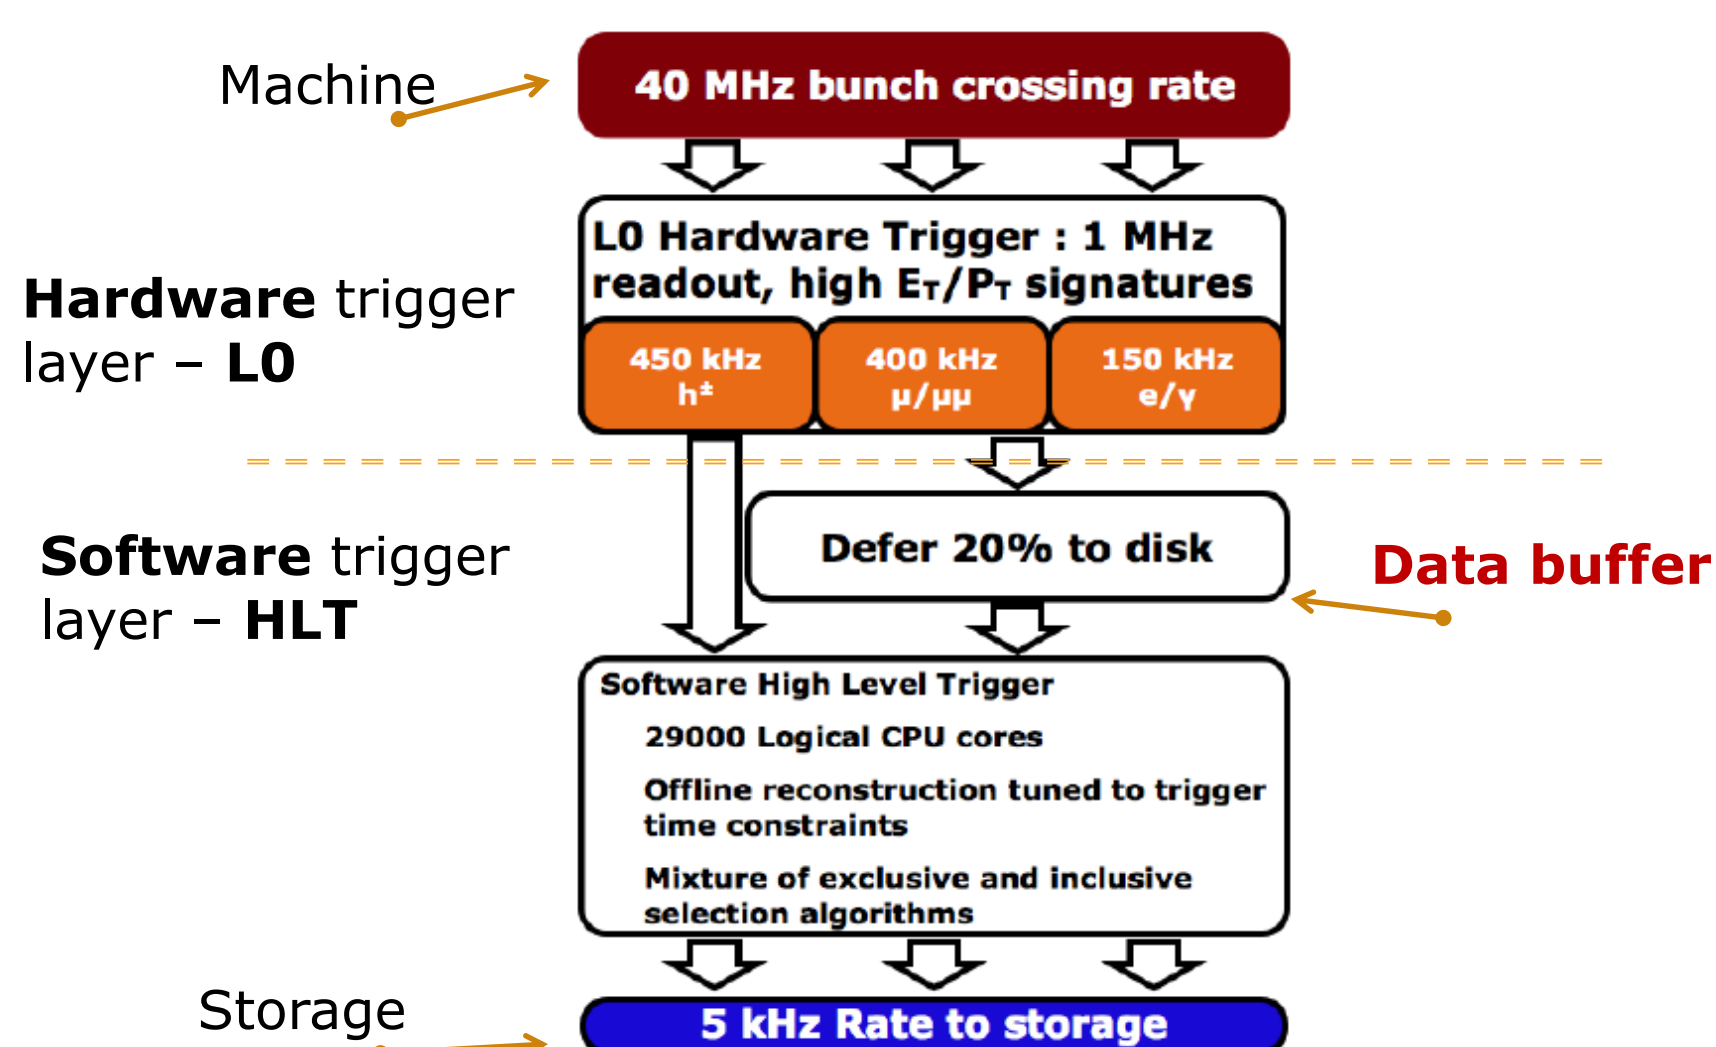 Machine
40 MHz bunch crossing rate
L0 Hardware Trigger : 1 MHz
readout, high ET/PT signatures
Hardware trigger
layer – L0
450 kHz
h±
400 kHz
μ/μμ
150 kHz
e/γ
Defer 20% to disk
Software trigger
layer – HLT
Data buffer
Software High Level Trigger
29000 Logical CPU cores
Offline reconstruction tuned to trigger
time constraints
Mixture of exclusive and inclusive
selection algorithms
Storage
5 kHz Rate to storage